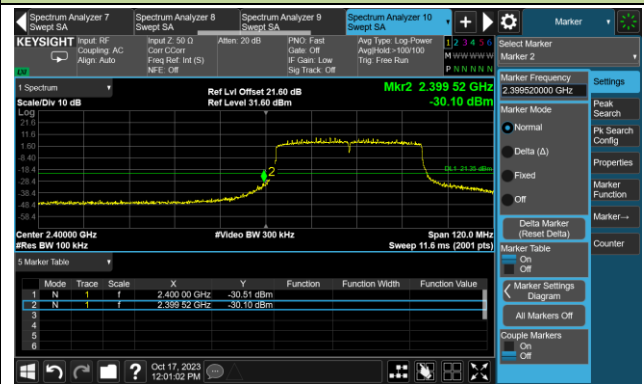 Spectrum Analyzer 7
Swept SA
Spectrum Analyzer 8
Swept SA
Spectrum Analyzer 9
Swept SA
Spectrum Analyzer 10
Swept SA
Marker
KEYSIGHT
Input: RF
Coupling: AC
Align: Auto
Input Z: 50 Ω
Corr CCorr
Freq Ref: Int (S)
NFE: Off
Atten: 20 dB
PNO: Fast
Gate: Off
IF Gain: Low
Sig Track: Off
Avg Type: Log-Power
Avg|Hold:>100/100
Trig: Free Run
1 2 3 4 5 6
M W W W W W
P N N N N N
LXI
Select Marker
Marker 2
1 Spectrum
Scale/Div 10 dB
Log
Ref Lvl Offset 21.60 dB
Ref Level 31.60 dBm
Mkr2 2.399 52 GHz
-30.10 dBm
21.6
11.6
1.60
-8.40
-18.4
-28.4
-38.4
-48.4
-58.4
2
DL1 -21.35 dBm
Center 2.40000 GHz
#Res BW 100 kHz
#Video BW 300 kHz
Span 120.0 MHz
Sweep 11.6 ms (2001 pts)
5 Marker Table
Mode Trace Scale X Y Function Function Width Function Value
1 N 1 f 2.400 00 GHz -30.51 dBm
2 N 1 f 2.399 52 GHz -30.10 dBm
3
4
5
6
Marker Frequency
2.399520000 GHz
Marker Mode
Normal
Delta (Δ)
Fixed
Off
Delta Marker
(Reset Delta)
Marker Table
On
Off
Marker Settings
Diagram
All Markers Off
Couple Markers
On
Off
Settings
Peak
Search
Pk Search
Config
Properties
Marker
Function
Marker→
Counter
Oct 17, 2023
12:01:02 PM